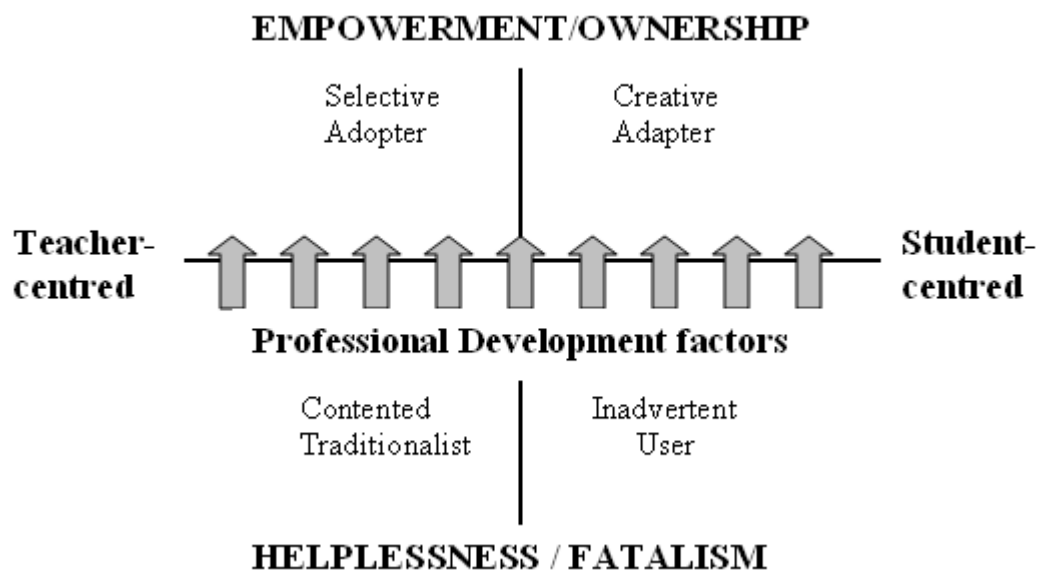 EMPOWERMENT/OWNERSHIP
Selective
Adopter
Creative
Adapter
Teacher-
centred
Student-
centred
Professional Development factors
Contented
Traditionalist
Inadvertent
User
HELPLESSNESS / FATALISM